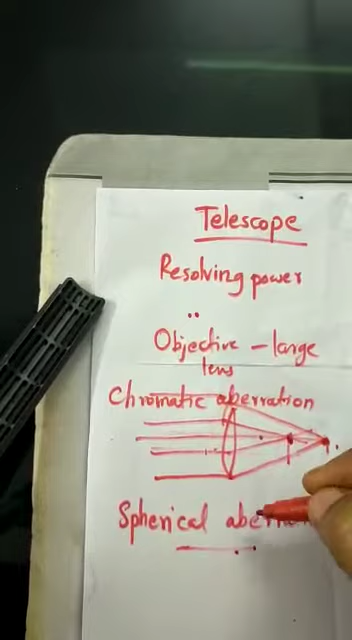 Telescope
Resolving power
Objective - large
lens
Chromatic aberration
Spherical